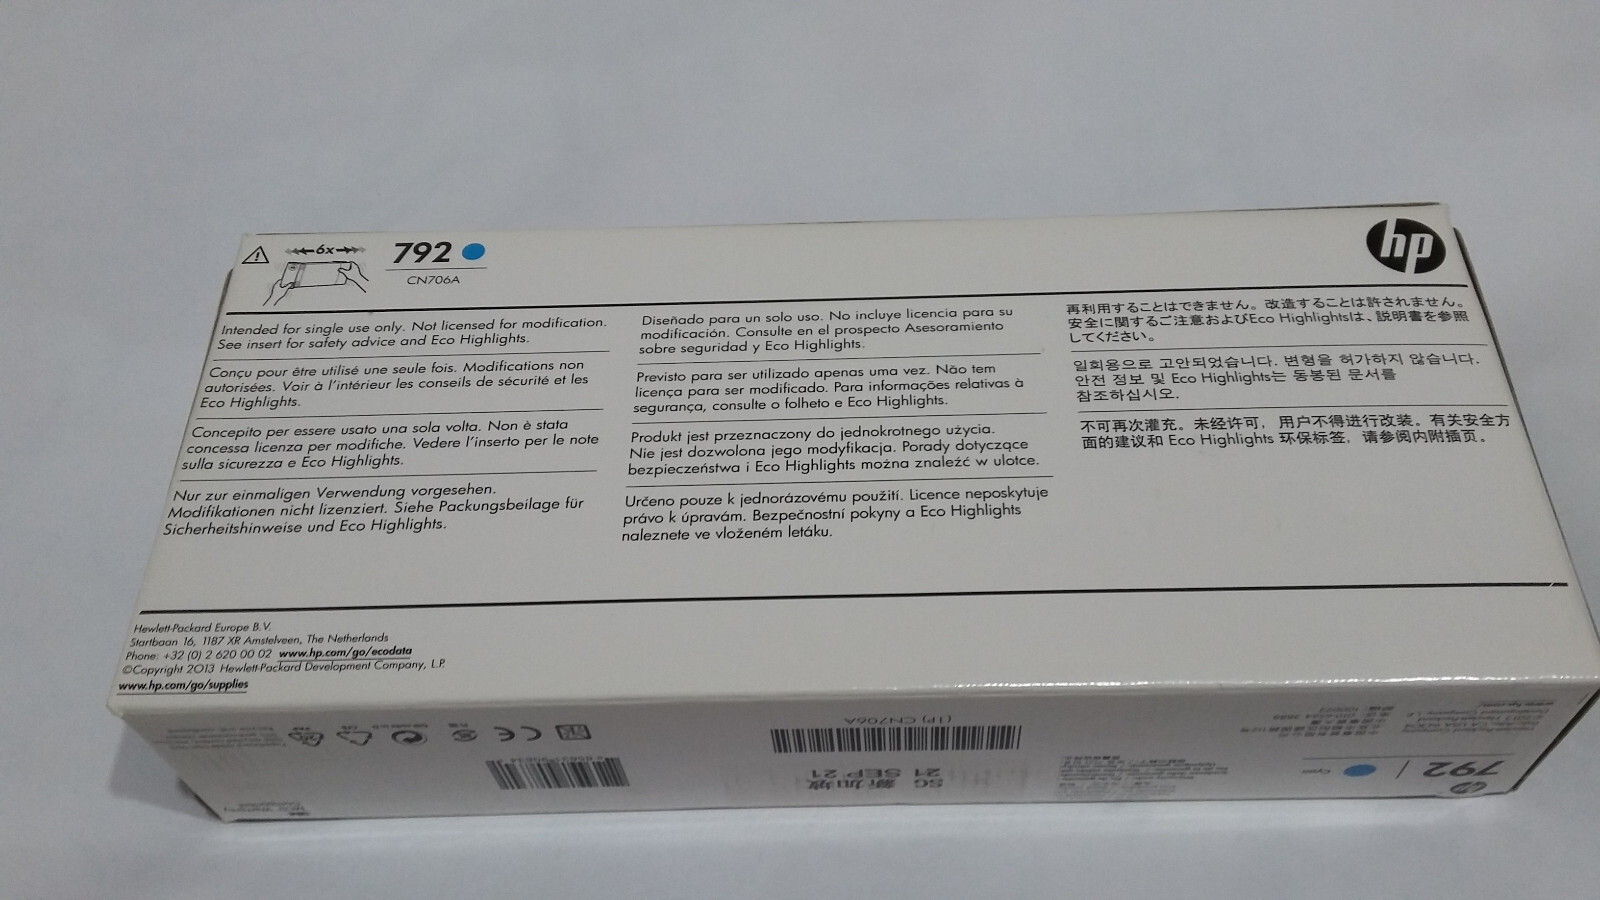 6x
792
CN706A
hp
Intended for single use only. Not licensed for modification.
See insert for safety advice and Eco Highlights.
Conçu pour être utilisé une seule fois. Modifications non
autorisées. Voir à l'intérieur les conseils de sécurité et les
Eco Highlights.
Concepito per essere usato una sola volta. Non è stata
concessa licenza per modifiche. Vedere l'inserto per le note
sulla sicurezza e Eco Highlights.
Nur zur einmaligen Verwendung vorgesehen.
Modifikationen nicht lizenziert. Siehe Packungsbeilage für
Sicherheitshinweise und Eco Highlights.
Diseñado para un solo uso. No incluye licencia para su
modificación. Consulte en el prospecto Asesoramiento
sobre seguridad y Eco Highlights.
Previsto para ser utilizado apenas uma vez. Não tem
licença para ser modificado. Para informações relativas à
segurança, consulte o folheto e Eco Highlights.
Produkt jest przeznaczony do jednokrotnego użycia.
Nie jest dozwolona jego modyfikacja. Porady dotyczące
bezpieczeństwa i Eco Highlights można znaleźć w ulotce.
Určeno pouze k jednorázovému použití. Licence neposkytuje
právo k úpravám. Bezpečnostní pokyny a Eco Highlights
naleznete ve vloženém letáku.
再利用することはできません。改造することは許されません。
安全に関するご注意およびEco Highlightsは、説明書を参照
してください。
일회용으로 고안되었습니다. 변형을 허가하지 않습니다.
안전 정보 및 Eco Highlights는 동봉된 문서를
참조하십시오.
不可再次灌充。未经许可，用户不得进行改装。有关安全方
面的建议和 Eco Highlights 环保标签，请参阅内附插页。
Hewlett-Packard Europe B.V.
Startbaan 16, 1187 XR Amstelveen, The Netherlands
Phone: +32 (0) 2 620 00 02 www.hp.com/go/ecodata
©Copyright 2013 Hewlett-Packard Development Company, L.P.
www.hp.com/go/supplies
(1P) CN706A
SG 新加坡
21 SEP 21
792
Cyan
hp
CE